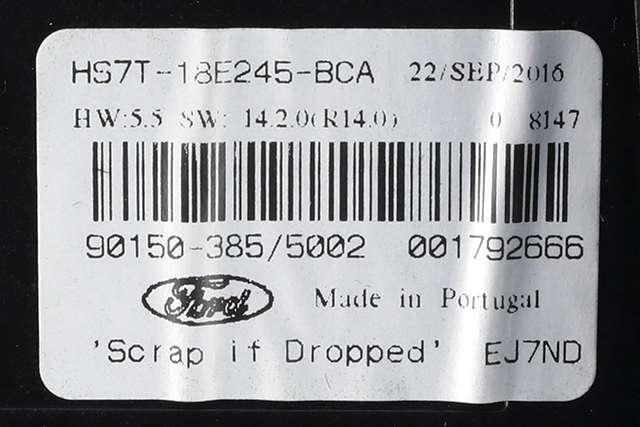 HS7T-18E245-BCA 22/SEP/2016
HW:5.5 SW: 14.2.0(R14.0) 0 8147
90150-385/5002 001792666
Ford Made in Portugal
'Scrap if Dropped' EJ7ND